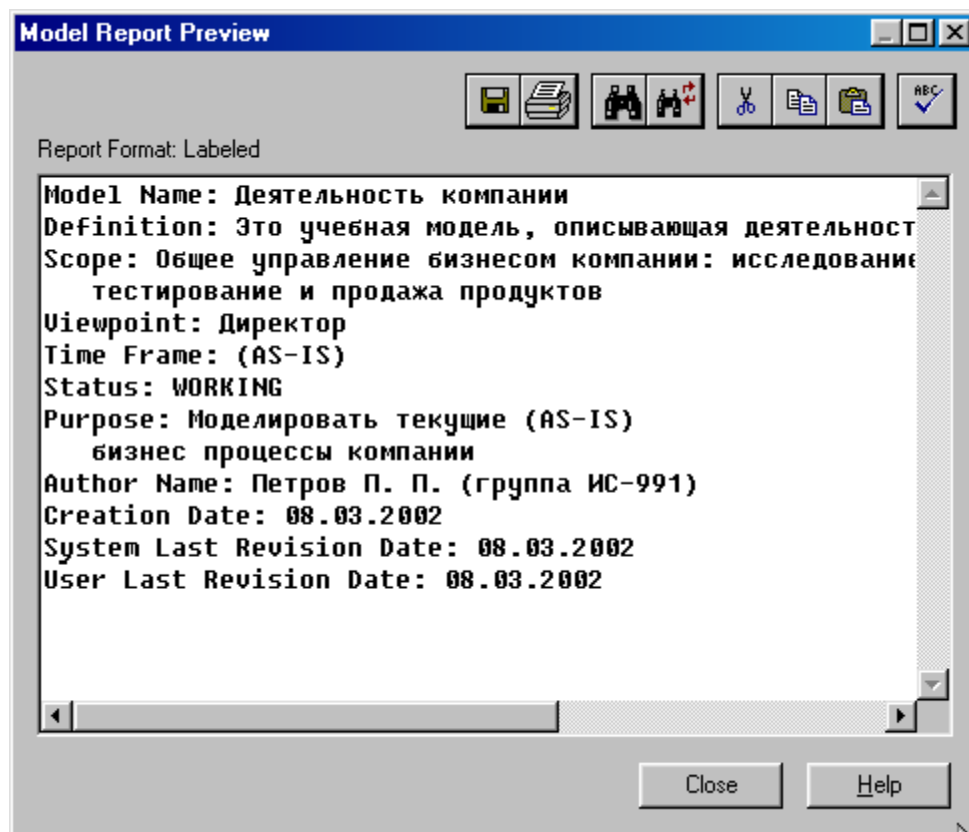 Model Report Preview
ABC
Report Format: Labeled
Model Name: Деятельность компании
Definition: Это учебная модель, описывающая деятельност
Scope: Общее управление бизнесом компании: исследование
тестирование и продажа продуктов
Viewpoint: Директор
Time Frame: (AS-IS)
Status: WORKING
Purpose: Моделировать текущие (AS-IS)
бизнес процессы компании
Author Name: Петров П. П. (группа ИС-991)
Creation Date: 08.03.2002
System Last Revision Date: 08.03.2002
User Last Revision Date: 08.03.2002
Close Help